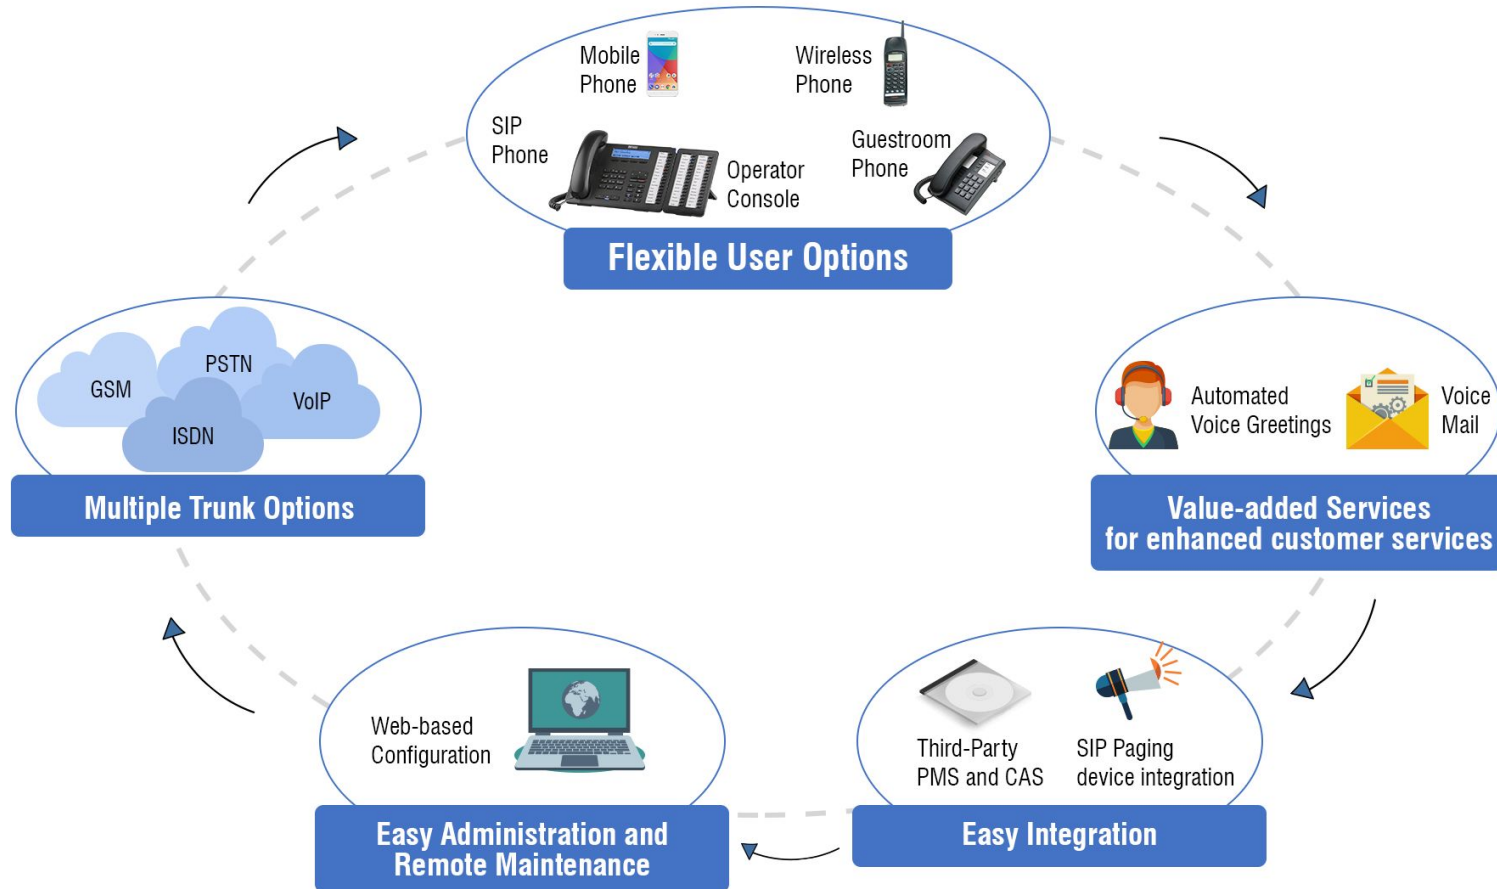 Mobile
Phone
Wireless
Phone
SIP
Phone
Operator
Console
Guestroom
Phone
Flexible User Options
GSM
PSTN
VoIP
ISDN
Multiple Trunk Options
Automated
Voice Greetings
Voice
Mail
Value-added Services
for enhanced customer services
Web-based
Configuration
Easy Administration and
Remote Maintenance
Third-Party
PMS and CAS
SIP Paging
device integration
Easy Integration